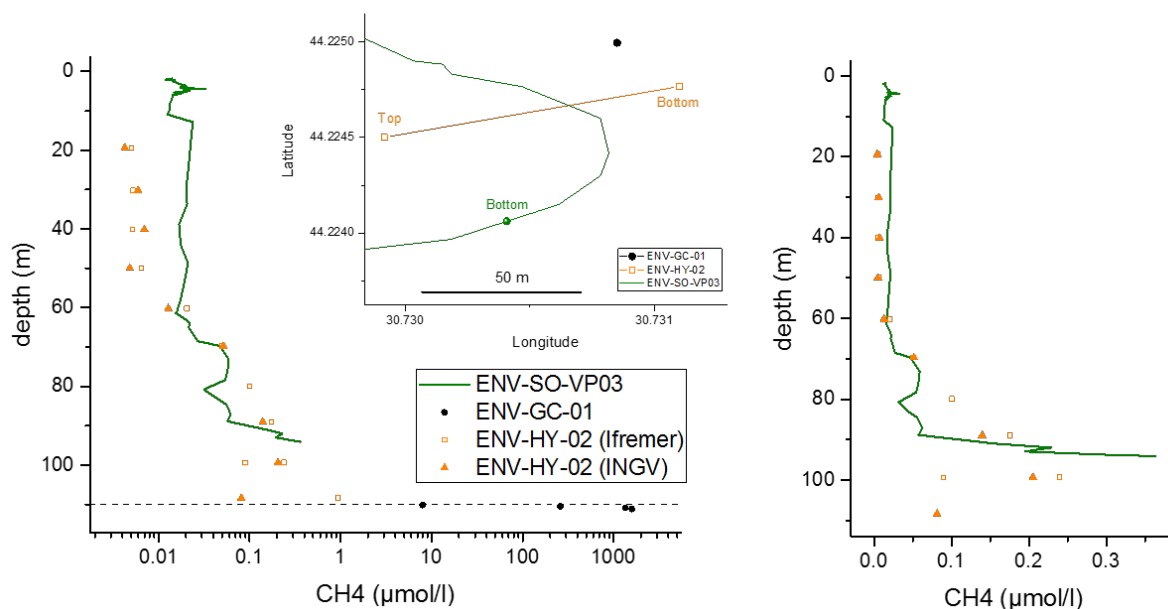 0
20
40
60
80
100
depth (m)
0.01 0.1 1 10 100 1000
CH4 (µmol/l)
44.2250
44.2245
44.2240
Latitude
Top
Bottom
Bottom
50 m
ENV-GC-01
ENV-HY-02
ENV-SO-VP03
30.730 30.731
Longitude
ENV-SO-VP03
ENV-GC-01
ENV-HY-02 (Ifremer)
ENV-HY-02 (INGV)
0
20
40
60
80
100
depth (m)
0.0 0.1 0.2 0.3
CH4 (µmol/l)